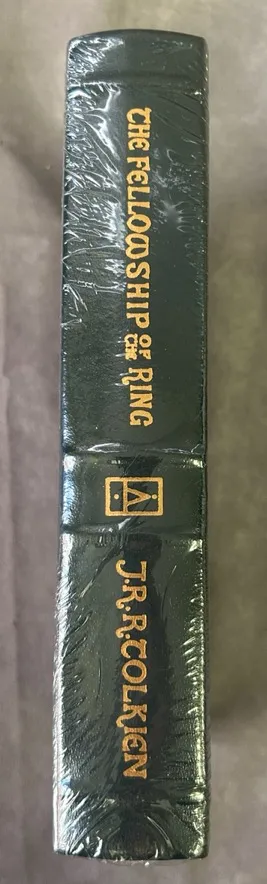 THE FELLOWSHIP OF THE RING
J.R.R. TOLKIEN